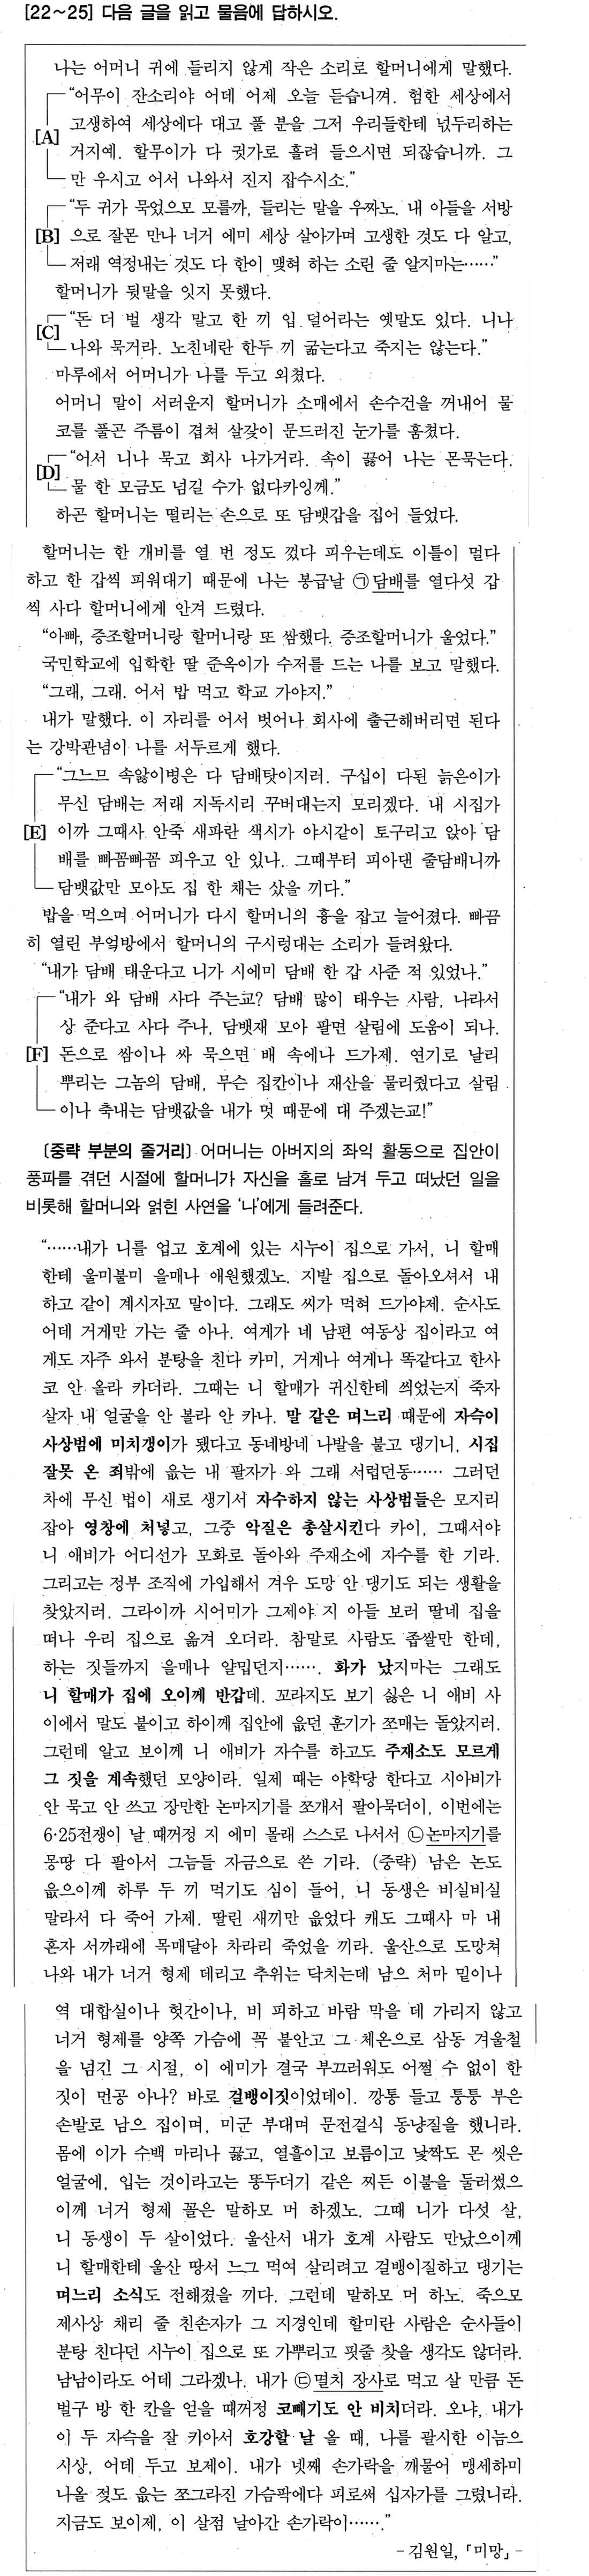 [22~25] 다음 글을 읽고 물음에 답하시오.
나는 어머니 귀에 들리지 않게 작은 소리로 할머니에게 말했다.
“어무이 잔소리야 어데 어제 오늘 듣습니껴. 험한 세상에서
고생하여 세상에다 대고 풀 분을 그저 우리들한테 넋두리하는
[A]
거지예. 할무이가 다 귓가로 흘려 들으시면 되잖습니까. 그
만 우시고 어서 나와서 진지 잡수시소.”
“두 귀가 묵었으모 모를까, 들리는 말을 우짜노. 내 아들을 서방
[B] 으로 잘몬 만나 너거 에미 세상 살아가며 고생한 것도 다 알고,
저래 역정내는 것도 다 한이 맺혀 하는 소린 줄 알지마는……”
할머니가 뒷말을 잇지 못했다.
“돈 더 벌 생각 말고 한 끼 입 덜어라는 옛말도 있다. 니나
[C]
나와 묵거라. 노친네란 한두 끼 굶는다고 죽지는 않는다.”
마루에서 어머니가 나를 두고 외쳤다.
어머니 말이 서러운지 할머니가 소매에서 손수건을 꺼내어 물
코를 풀곤 주름이 겹쳐 살갗이 문드러진 눈가를 훔쳤다.
“어서 니나 묵고 회사 나가거라. 속이 끓어 나는 몬묵는다.
[D]
물 한 모금도 넘길 수가 없다카잉께.”
하곤 할머니는 떨리는 손으로 또 담뱃갑을 집어 들었다.
할머니는 한 개비를 열 번 정도 껐다 피우는데도 이틀이 멀다
하고 한 갑씩 피워대기 때문에 나는 봉급날 ㉠담배를 열다섯 갑
씩 사다 할머니에게 안겨 드렸다.
“아빠, 증조할머니랑 할머니랑 또 쌈했다. 증조할머니가 울었다.”
국민학교에 입학한 딸 준옥이가 수저를 드는 나를 보고 말했다.
“그래, 그래. 어서 밥 먹고 학교 가야지.”
내가 말했다. 이 자리를 어서 벗어나 회사에 출근해버리면 된다
는 강박관념이 나를 서두르게 했다.
“그느므 속앓이병은 다 담배탓이지러. 구십이 다된 늙은이가
무신 담배는 저래 지독시리 꾸버대는지 모리겠다. 내 시집가
[E] 이까 그때사 안죽 새파란 색시가 야시같이 토구리고 앉아 담
배를 빠꼼빠꼼 피우고 안 있나. 그때부터 피아댄 줄담배니까
담뱃값만 모아도 집 한 채는 샀을 끼다.”
밥을 먹으며 어머니가 다시 할머니의 흉을 잡고 늘어졌다. 빠끔
히 열린 부엌방에서 할머니의 구시렁대는 소리가 들려왔다.
“내가 담배 태운다고 니가 시에미 담배 한 갑 사준 적 있었나.”
“내가 와 담배 사다 주는교? 담배 많이 태우는 사람, 나라서
상 준다고 사다 주나, 담뱃재 모아 팔면 살림에 도움이 되나.
[F] 돈으로 쌈이나 싸 묵으면 배 속에나 드가제. 연기로 날리
뿌리는 그놈의 담배, 무슨 집칸이나 재산을 물리줬다고 살림
이나 축내는 담뱃값을 내가 멋 때문에 대 주겠는교!”
[중략 부분의 줄거리] 어머니는 아버지의 좌익 활동으로 집안이
풍파를 겪던 시절에 할머니가 자신을 홀로 남겨 두고 떠났던 일을
비롯해 할머니와 얽힌 사연을 ‘나’에게 들려준다.
“……내가 니를 업고 호계에 있는 시누이 집으로 가서, 니 할매
한테 울미불미 을매나 애원했겠노. 지발 집으로 돌아오셔서 내
하고 같이 계시자꼬 말이다. 그래도 씨가 먹혀 드가야제. 순사도
어데 거게만 가는 줄 아나. 여게가 네 남편 여동상 집이라고 여
게도 자주 와서 분탕을 친다 카미, 거게나 여게나 똑같다고 한사
코 안 올라 카더라. 그때는 니 할매가 귀신한테 씌었는지 죽자
살자 내 얼굴을 안 볼라 안 카나. 말 같은 며느리 때문에 자슥이
사상범에 미치갱이가 됐다고 동네방네 나발을 불고 댕기니, 시집
잘못 온 죄밖에 읎는 내 팔자가 와 그래 서럽던동…… 그러던
차에 무신 법이 새로 생기서 자수하지 않는 사상범들은 모지리
잡아 영창에 처넣고, 그중 악질은 총살시킨다 카이, 그때서야
니 애비가 어디선가 모화로 돌아와 주재소에 자수를 한 기라.
그리고는 정부 조직에 가입해서 겨우 도망 안 댕기도 되는 생활을
찾았지러. 그라이까 시어미가 그제야 지 아들 보러 딸네 집을
떠나 우리 집으로 옮겨 오더라. 참말로 사람도 좁쌀만 한데,
하는 짓들까지 을매나 얄밉던지……. 화가 났지마는 그래도
니 할매가 집에 오이께 반갑데. 꼬라지도 보기 싫은 니 애비 사
이에서 말도 붙이고 하이께 집안에 읎던 훈기가 쪼매는 돌았지러.
그런데 알고 보이께 니 애비가 자수를 하고도 주재소도 모르게
그 짓을 계속했던 모양이라. 일제 때는 야학당 한다고 시아비가
안 묵고 안 쓰고 장만한 논마지기를 쪼개서 팔아묵더이, 이번에는
6·25전쟁이 날 때꺼정 지 에미 몰래 스스로 나서서 ㉡논마지기를
몽땅 다 팔아서 그놈들 자금으로 쓴 기라. (중략) 남은 논도
읎으이께 하루 두 끼 먹기도 심이 들어, 니 동생은 비실비실
말라서 다 죽어 가제. 딸린 새끼만 읎었다 캐도 그때사 마 내
혼자 서까래에 목매달아 차라리 죽었을 끼라. 울산으로 도망쳐
나와 내가 너거 형제 데리고 추위는 닥치는데 남으 처마 밑이나
역 대합실이나 헛간이나, 비 피하고 바람 막을 데 가리지 않고
너거 형제를 양쪽 가슴에 꼭 붙안고 그 체온으로 삼동 겨울철
을 넘긴 그 시절, 이 에미가 결국 부끄러워도 어쩔 수 없이 한
짓이 먼공 아나? 바로 걸뱅이짓이었데이. 깡통 들고 퉁퉁 부은
손발로 남으 집이며, 미군 부대며 문전걸식 동냥질을 했니라.
몸에 이가 수백 마리나 끓고, 열흘이고 보름이고 낯짝도 몬 씻은
얼굴에, 입는 것이라고는 똥두더기 같은 찌든 이불을 둘러썼으
이께 너거 형제 꼴은 말하모 머 하겠노. 그때 니가 다섯 살,
니 동생이 두 살이었다. 울산서 내가 호계 사람도 만났으이께
니 할매한테 울산 땅서 느그 먹여 살리려고 걸뱅이질하고 댕기는
며느리 소식도 전해졌을 끼다. 그런데 말하모 머 하노. 죽으모
제사상 채리 줄 친손자가 그 지경인데 할미란 사람은 순사들이
분탕 친다던 시누이 집으로 또 가뿌리고 핏줄 찾을 생각도 않더라.
남남이라도 어데 그라겠나. 내가 ㉢멸치 장사로 먹고 살 만큼 돈
벌구 방 한 칸을 얻을 때꺼정 코빼기도 안 비치더라. 오냐, 내가
이 두 자슥을 잘 키아서 호강할 날 올 때, 나를 괄시한 이눔으
시상, 어데 두고 보제이. 내가 넷째 손가락을 깨물어 맹세하미
나올 젖도 읎는 쪼그라진 가슴팍에다 피로써 십자가를 그렸니라.
지금도 보이제, 이 살점 날아간 손가락이…….”
- 김원일, 「미망」 -